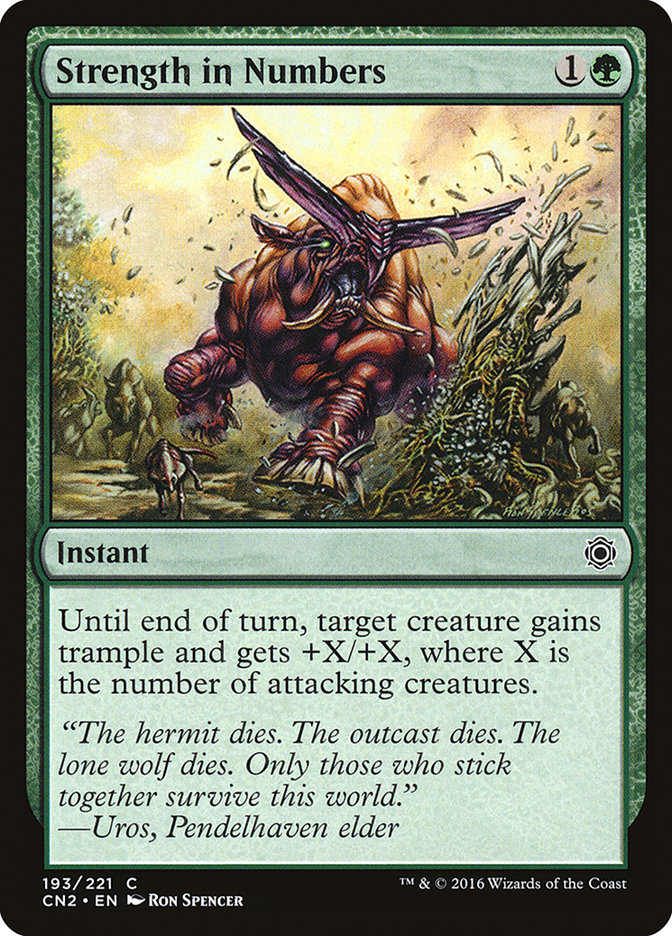 Strength in Numbers 1
Instant
Until end of turn, target creature gains
trample and gets +X/+X, where X is
the number of attacking creatures.
“The hermit dies. The outcast dies. The
lone wolf dies. Only those who stick
together survive this world.”
—Uros, Pendelhaven elder
193/221 C
™ & © 2016 Wizards of the Coast
CN2 • EN Ron Spencer